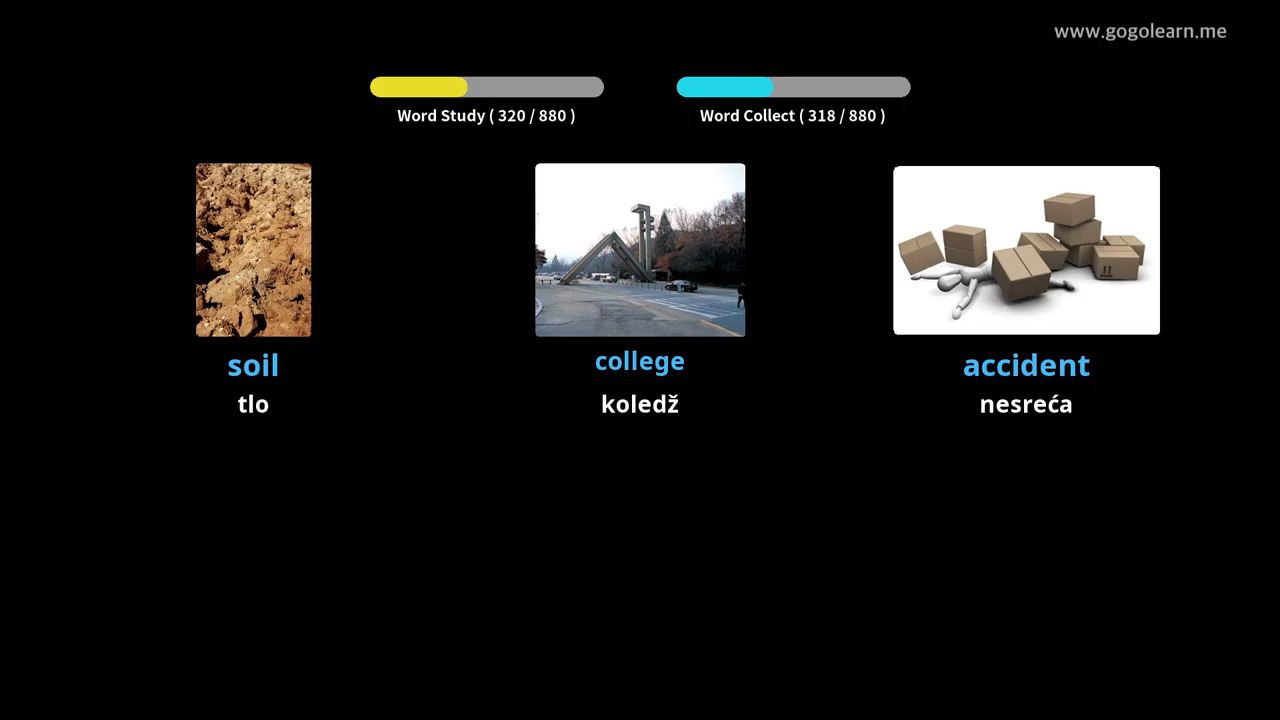 www.gogolearn.me
Word Study ( 320 / 880 )
Word Collect ( 318 / 880 )
soil
college
accident
tlo
koledž
nesreća